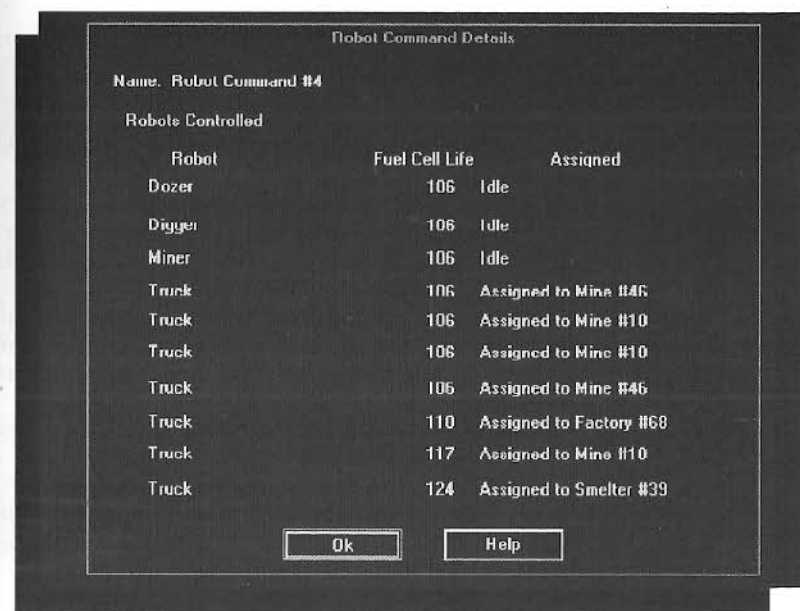 Robot Command Details
Name: Robot Command #4
Robots Controlled
Robot Fuel Cell Life Assigned
Dozer 106 Idle
Digger 106 Idle
Miner 106 Idle
Truck 106 Assigned to Mine #46
Truck 106 Assigned to Mine #10
Truck 106 Assigned to Mine #10
Truck 106 Assigned to Mine #46
Truck 110 Assigned to Factory #68
Truck 117 Assigned to Mine #10
Truck 124 Assigned to Smelter #39
Ok Help